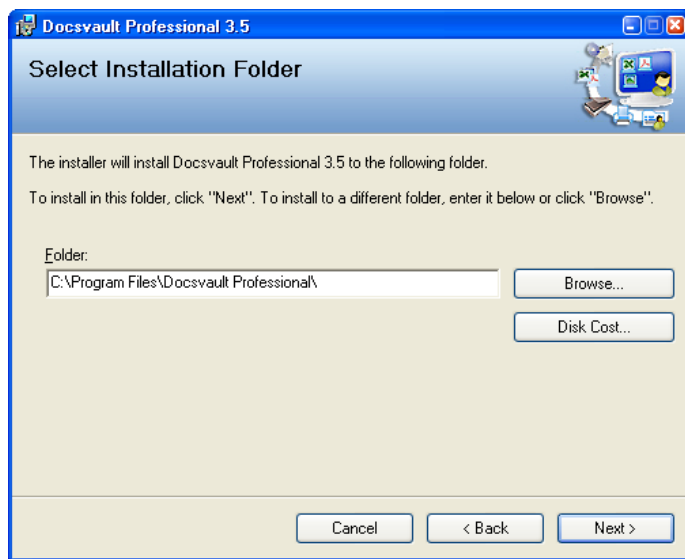 Docsvault Professional 3.5
Select Installation Folder
The installer will install Docsvault Professional 3.5 to the following folder.
To install in this folder, click "Next". To install to a different folder, enter it below or click "Browse".
Folder:
C:\Program Files\Docsvault Professional\
Browse...
Disk Cost...
Cancel
< Back
Next >